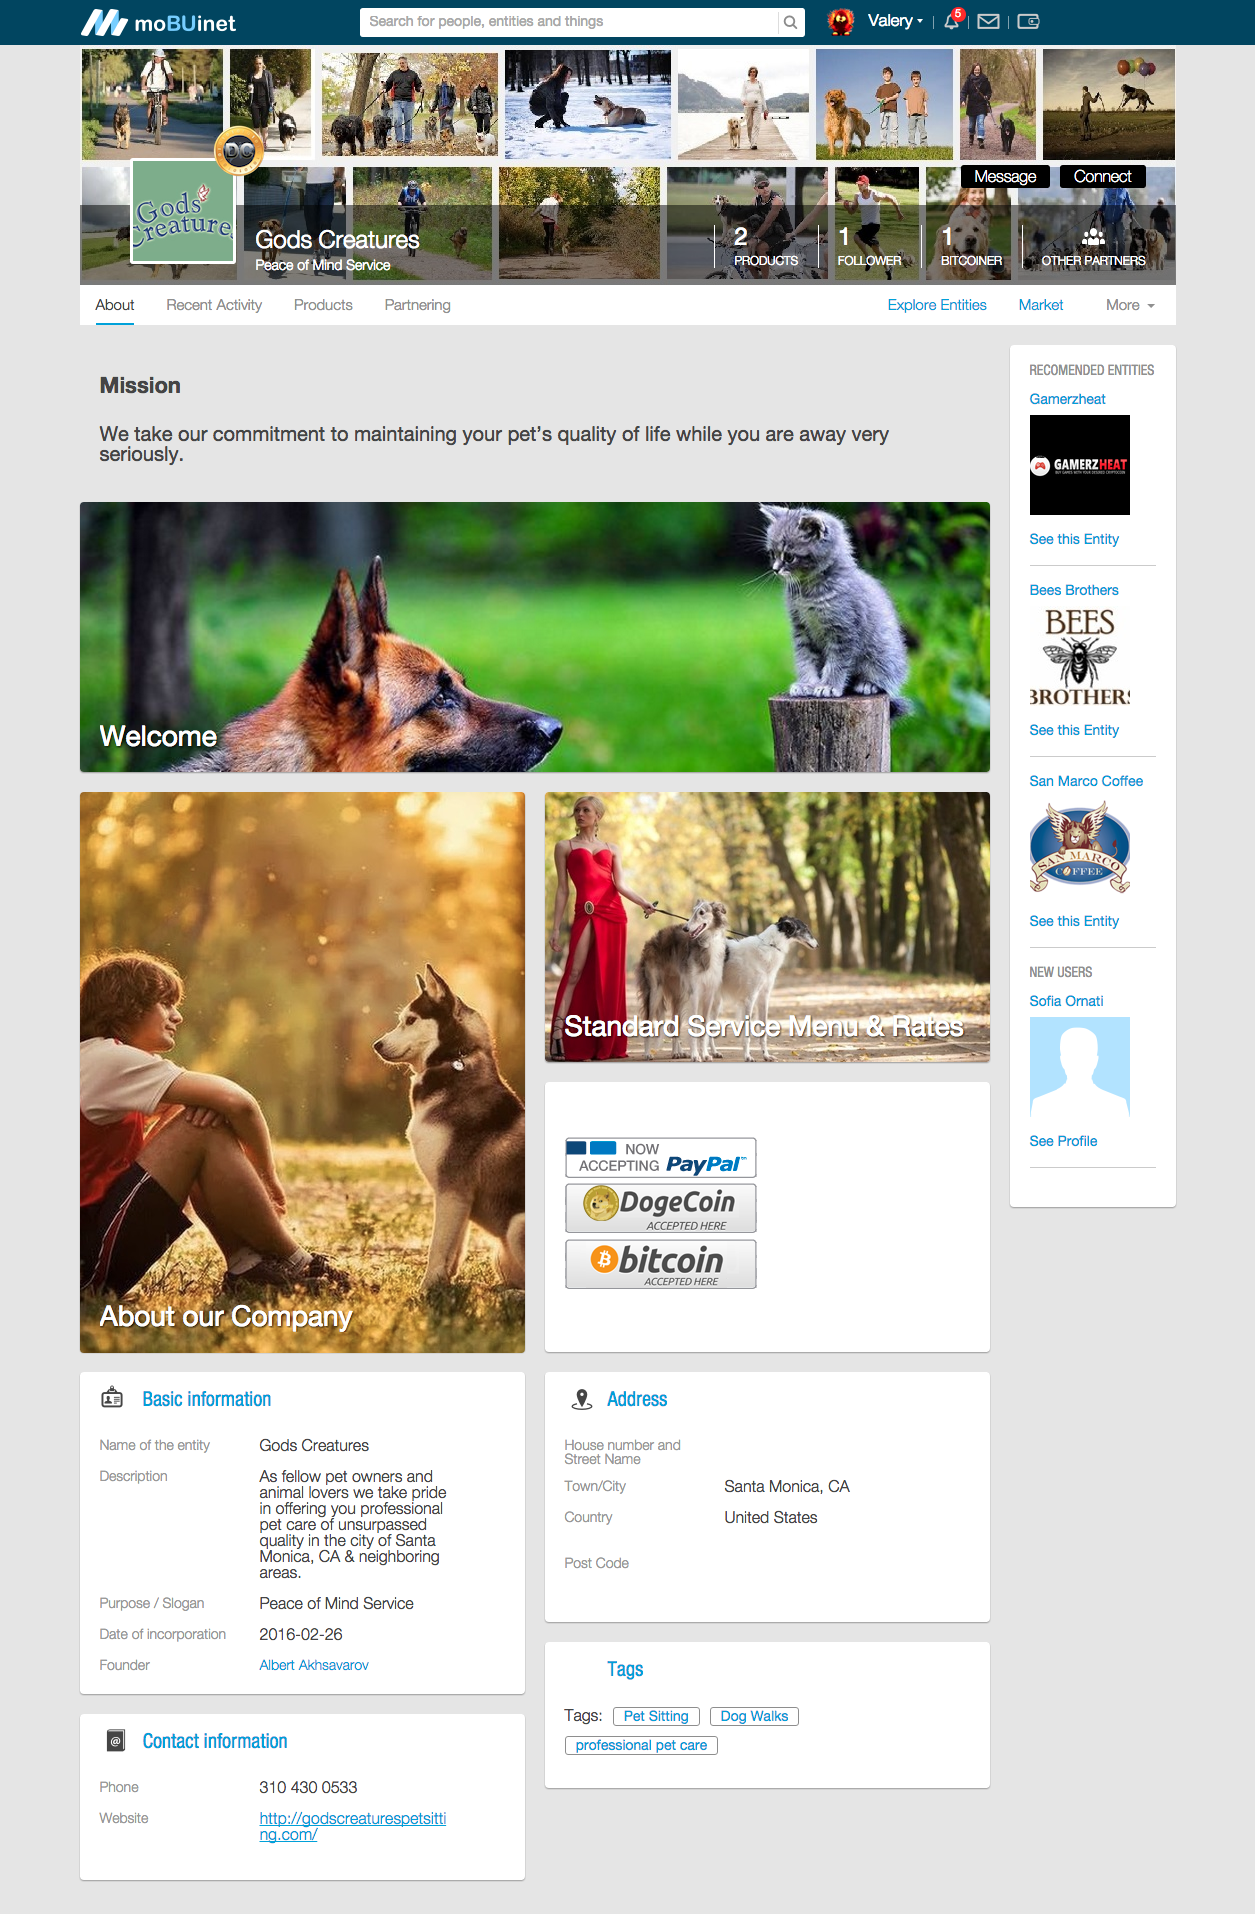 moBUinet
Search for people, entities and things
Valery
5
DC
Message
Connect
Gods
Creature
Gods Creatures
Peace of Mind Service
2
PRODUCTS
1
FOLLOWER
1
BITCOINER
OTHER PARTNERS
About
Recent Activity
Products
Partnering
Explore Entities
Market
More
Mission
We take our commitment to maintaining your pet's quality of life while you are away very
seriously.
Welcome
About our Company
Standard Service Menu & Rates
NOW
ACCEPTING PayPal
DogeCoin
ACCEPTED HERE
bitcoin
ACCEPTED HERE
Basic information
Name of the entity
Gods Creatures
Description
As fellow pet owners and
animal lovers we take pride
in offering you professional
pet care of unsurpassed
quality in the city of Santa
Monica, CA & neighboring
areas.
Purpose / Slogan
Peace of Mind Service
Date of incorporation
2016-02-26
Founder
Albert Akhsavarov
Contact information
Phone
310 430 0533
Website
http://godscreaturespetsitti
ng.com/
Address
House number and
Street Name
Town/City
Santa Monica, CA
Country
United States
Post Code
Tags
Tags: Pet Sitting Dog Walks
professional pet care
RECOMENDED ENTITIES
Gamerzheat
GAMERZHEAT
BUY GAMES WITH YOUR DESIRED CRYPTOCOIN
See this Entity
Bees Brothers
BEES
BROTHERS
See this Entity
San Marco Coffee
SAN MARCO
COFFEE
See this Entity
NEW USERS
Sofia Ornati
See Profile